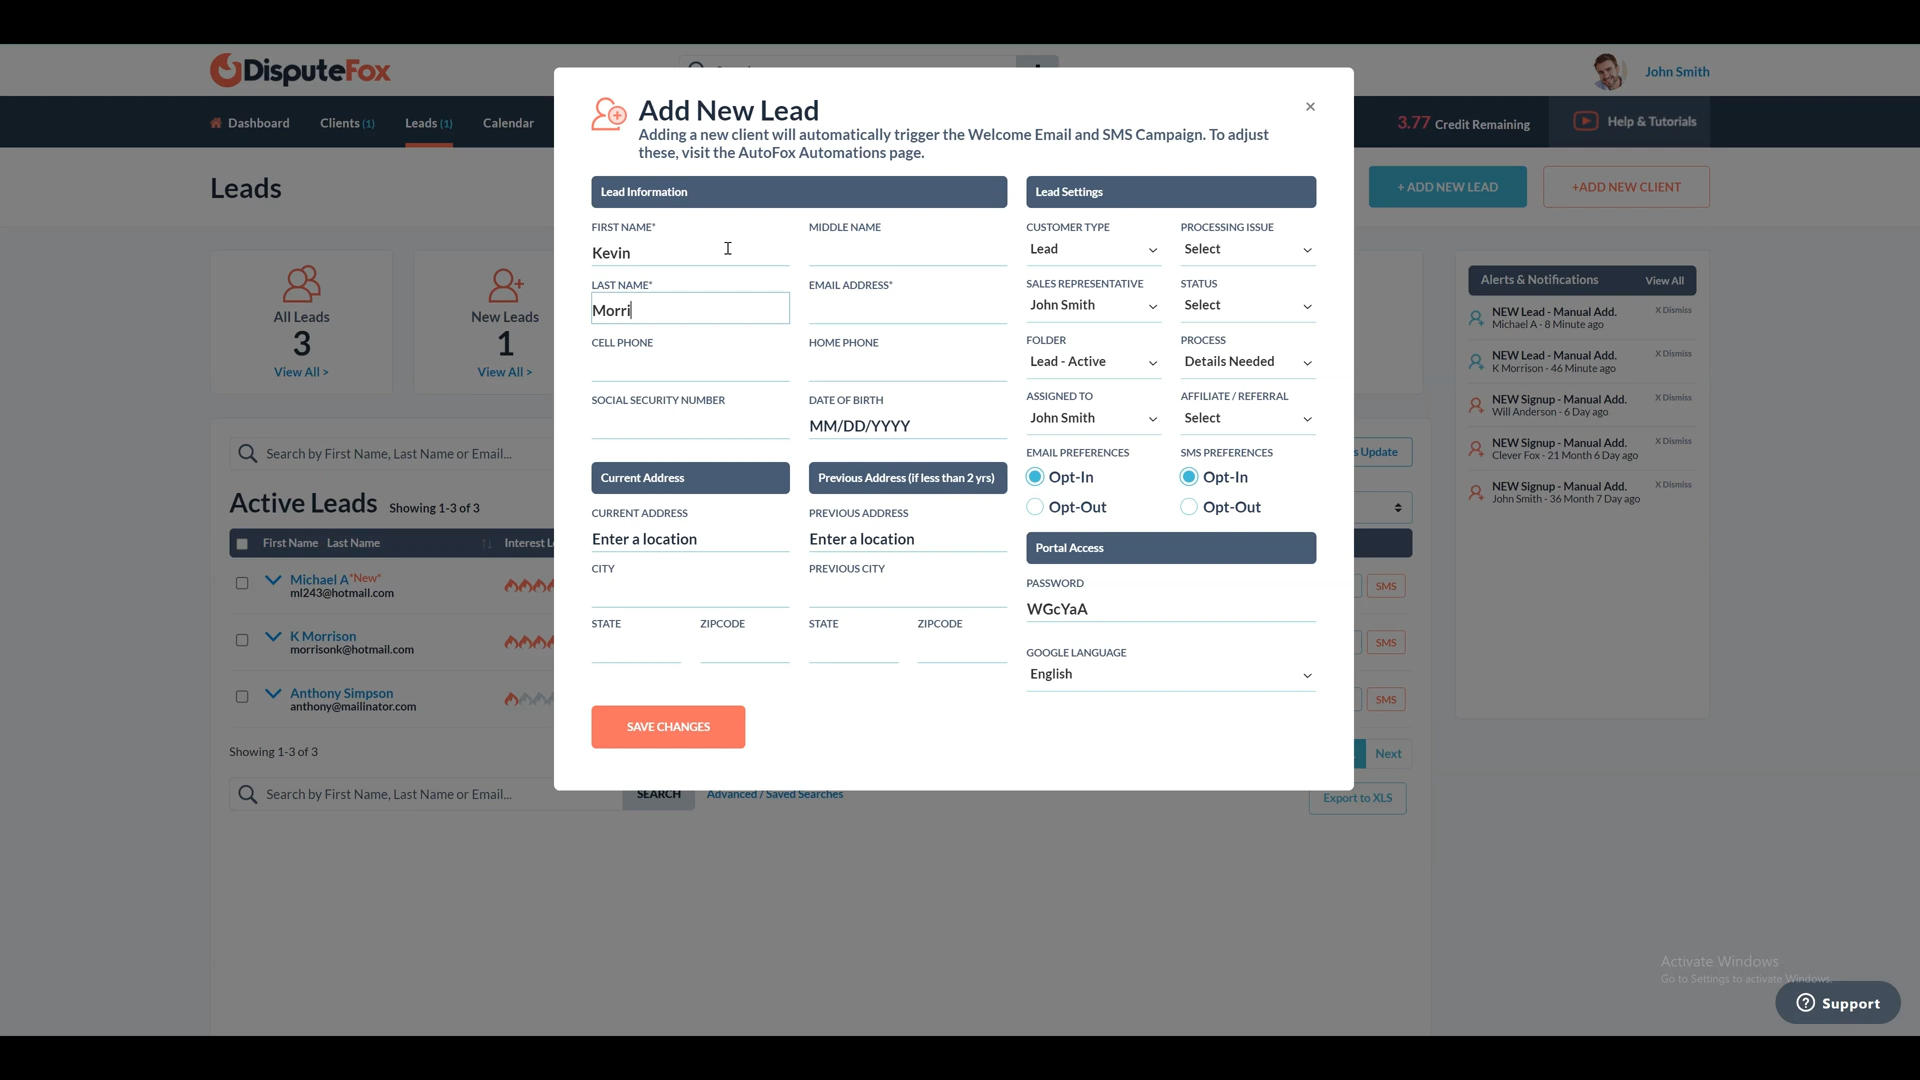 DisputeFox
John Smith
Dashboard
Clients (1)
Leads (1)
Calendar
3.77 Credit Remaining
Help & Tutorials
Leads
+ ADD NEW LEAD
+ADD NEW CLIENT
All Leads
3
View All >
New Leads
1
View All >
Search by First Name, Last Name or Email...
s Update
Active Leads Showing 1-3 of 3
First Name Last Name
Interest L
Michael A *New*
ml243@hotmail.com
SMS
K Morrison
morrisonk@hotmail.com
SMS
Anthony Simpson
anthony@mailinator.com
SMS
Showing 1-3 of 3
Next
Search by First Name, Last Name or Email...
SEARCH
Advanced / Saved Searches
Export to XLS
Add New Lead
×
Adding a new client will automatically trigger the Welcome Email and SMS Campaign. To adjust
these, visit the AutoFox Automations page.
Lead Information
FIRST NAME*
Kevin
MIDDLE NAME
LAST NAME*
Morri
EMAIL ADDRESS*
CELL PHONE
HOME PHONE
SOCIAL SECURITY NUMBER
DATE OF BIRTH
MM/DD/YYYY
Current Address
Previous Address (if less than 2 yrs)
CURRENT ADDRESS
Enter a location
PREVIOUS ADDRESS
Enter a location
CITY
PREVIOUS CITY
STATE
ZIPCODE
STATE
ZIPCODE
SAVE CHANGES
Lead Settings
CUSTOMER TYPE
Lead
PROCESSING ISSUE
Select
SALES REPRESENTATIVE
John Smith
STATUS
Select
FOLDER
Lead - Active
PROCESS
Details Needed
ASSIGNED TO
John Smith
AFFILIATE / REFERRAL
Select
EMAIL PREFERENCES
Opt-In
Opt-Out
SMS PREFERENCES
Opt-In
Opt-Out
Portal Access
PASSWORD
WGcYaA
GOOGLE LANGUAGE
English
Alerts & Notifications
View All
NEW Lead - Manual Add.
X Dismiss
Michael A - 8 Minute ago
NEW Lead - Manual Add.
X Dismiss
K Morrison - 46 Minute ago
NEW Signup - Manual Add.
X Dismiss
Will Anderson - 6 Day ago
NEW Signup - Manual Add.
X Dismiss
Clever Fox - 21 Month 6 Day ago
NEW Signup - Manual Add.
X Dismiss
John Smith - 36 Month 7 Day ago
Activate Windows
Go to Settings to activate Windows.
Support